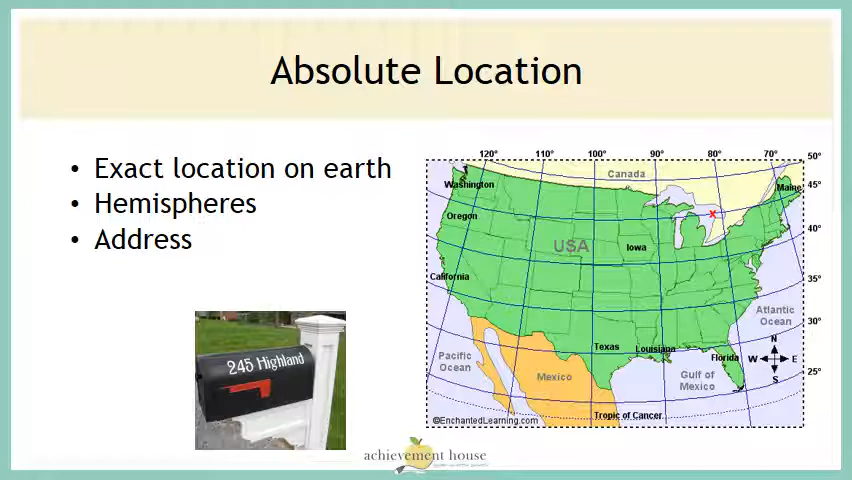 Absolute Location
• Exact location on earth
• Hemispheres
• Address
120° 110° 100° 90° 80° 70° 50°
Canada
Washington
Maine
45°
Oregon
x
40°
USA
Iowa
California
35°
Atlantic
Ocean
30°
N
W E
S
Texas
Louisiana
Florida
Pacific
Ocean
Gulf of
Mexico
25°
Mexico
Tropic of Cancer
©EnchantedLearning.com
245 Highland
achievement house